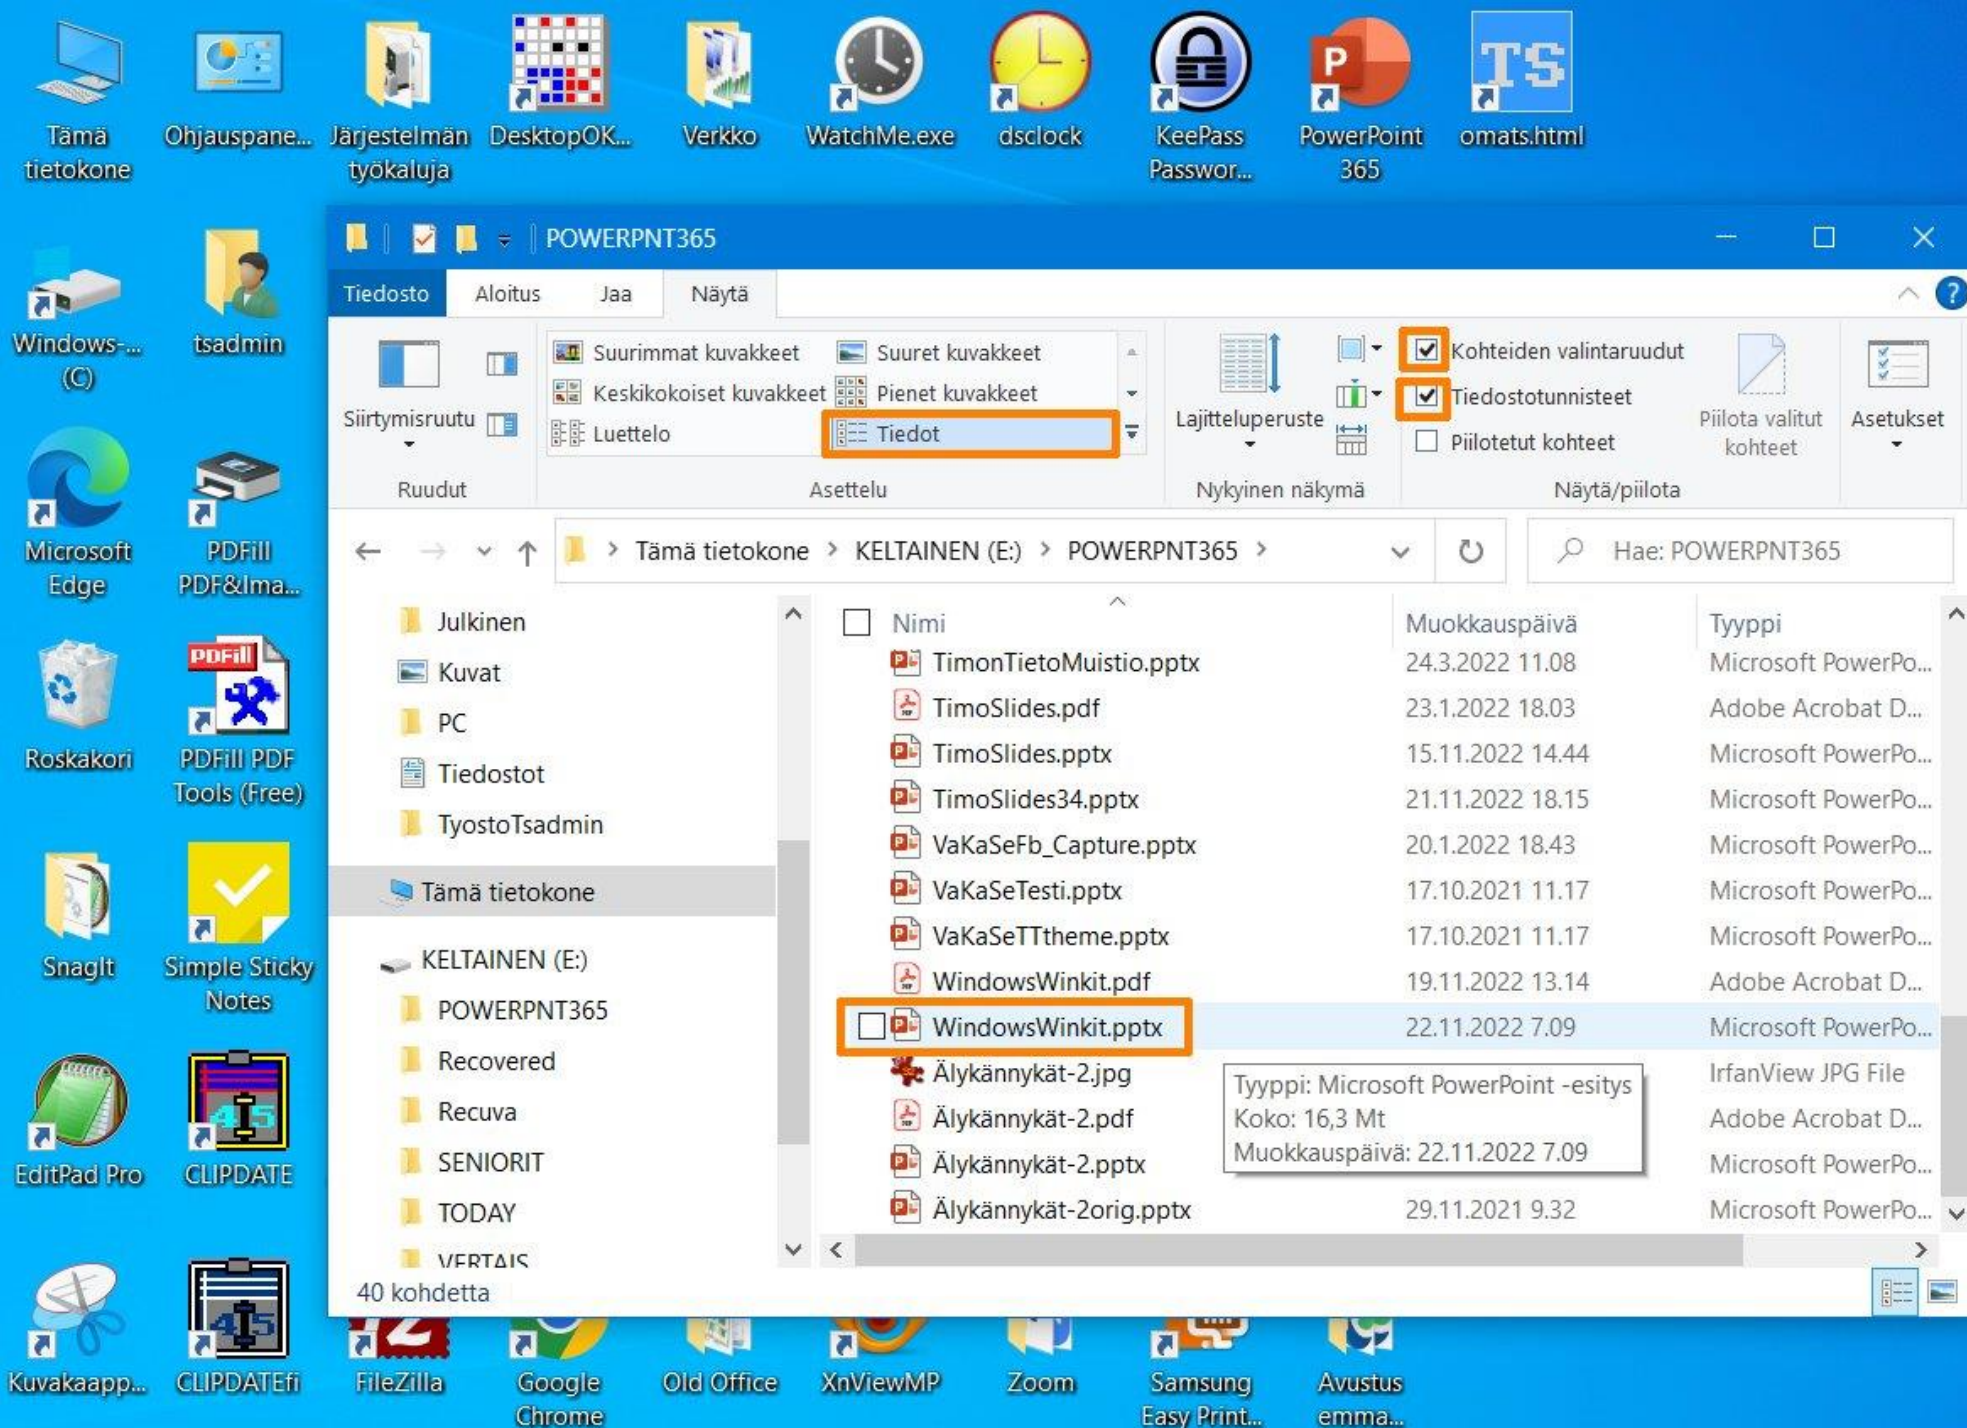 TS
Tämä
tietokone
Ohjauspane...
Järjestelmän
työkaluja
DesktopOK...
Verkko
WatchMe.exe
dsclock
KeePass
Passwor...
PowerPoint
365
omats.html
Windows-...
(C)
tsadmin
Microsoft
Edge
PDFill
PDF&Ima...
Roskakori
PDFill
PDFill PDF
Tools (Free)
SnagIt
Simple Sticky
Notes
EditPad Pro
CLIPDATE
Kuvakaapp...
CLIPDATEfi
POWERPNT365
Tiedosto
Aloitus
Jaa
Näytä
Siirtymisruutu
Ruudut
Suurimmat kuvakkeet
Suuret kuvakkeet
Keskikokoiset kuvakkeet
Pienet kuvakkeet
Luettelo
Tiedot
Asettelu
Lajitteluperuste
Nykyinen näkymä
Kohteiden valintaruudut
Tiedostotunnisteet
Piilotetut kohteet
Piilota valitut
kohteet
Näytä/piilota
Asetukset
Tämä tietokone > KELTAINEN (E:) > POWERPNT365 >
Hae: POWERPNT365
Julkinen
Kuvat
PC
Tiedostot
TyostoTsadmin
Tämä tietokone
KELTAINEN (E:)
POWERPNT365
Recovered
Recuva
SENIORIT
TODAY
VERTAIS
Nimi Muokkauspäivä Tyyppi
TimonTietoMuistio.pptx 24.3.2022 11.08 Microsoft PowerPo...
TimoSlides.pdf 23.1.2022 18.03 Adobe Acrobat D...
TimoSlides.pptx 15.11.2022 14.44 Microsoft PowerPo...
TimoSlides34.pptx 21.11.2022 18.15 Microsoft PowerPo...
VaKaSeFb_Capture.pptx 20.1.2022 18.43 Microsoft PowerPo...
VaKaSeTesti.pptx 17.10.2021 11.17 Microsoft PowerPo...
VaKaSeTTtheme.pptx 17.10.2021 11.17 Microsoft PowerPo...
WindowsWinkit.pdf 19.11.2022 13.14 Adobe Acrobat D...
WindowsWinkit.pptx 22.11.2022 7.09 Microsoft PowerPo...
Älykännykät-2.jpg IrfanView JPG File
Älykännykät-2.pdf Adobe Acrobat D...
Älykännykät-2.pptx Microsoft PowerPo...
Älykännykät-2orig.pptx 29.11.2021 9.32 Microsoft PowerPo...
Tyyppi: Microsoft PowerPoint -esitys
Koko: 16,3 Mt
Muokkauspäivä: 22.11.2022 7.09
40 kohdetta
FileZilla
Google
Chrome
Old Office
XnViewMP
Zoom
Samsung
Easy Print...
Avustus
emma...